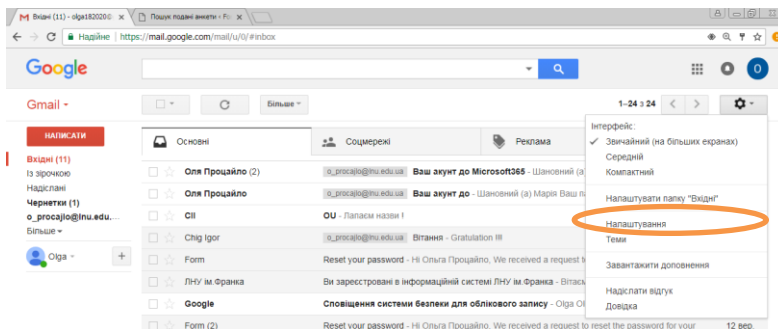 Вхідні (11) - olga182020@
Пошук подані анкети - Fo
Надійне | https://mail.google.com/mail/u/0/#inbox
Google
O
Gmail
Більше
1–24 з 24
НАПИСАТИ
Вхідні (11)
Із зірочкою
Надіслані
Чернетки (1)
o_procajlo@lnu.edu....
Більше
Olga
Основні
Соцмережі
Реклама
Оля Процайло (2) o_procajlo@lnu.edu.ua Ваш акунт до Microsoft365 - Шановний (а)
Оля Процайло o_procajlo@lnu.edu.ua Ваш акунт до - Шановний (а) Марія Ваш п
CII OU - Лапаєм назви !
Chig Igor o_procajlo@lnu.edu.ua Вітання - Gratulation !!!!
Form Reset your password - Hi Ольга Процайло, We received a request t
ЛНУ ім.Франка Ви зареєстровані в інформаційній системі ЛНУ ім.Франка - Вітаєм
Google Сповіщення системи безпеки для облікового запису - Olga Ol
Form (2) Reset your password - Hi Ольга Процайло, We received a request to reset the password for your 12 вер.
Інтерфейс:
✓ Звичайний (на більших екранах)
Середній
Компактний
Налаштувати папку "Вхідні"
Налаштування
Теми
Завантажити доповнення
Надіслати відгук
Довідка